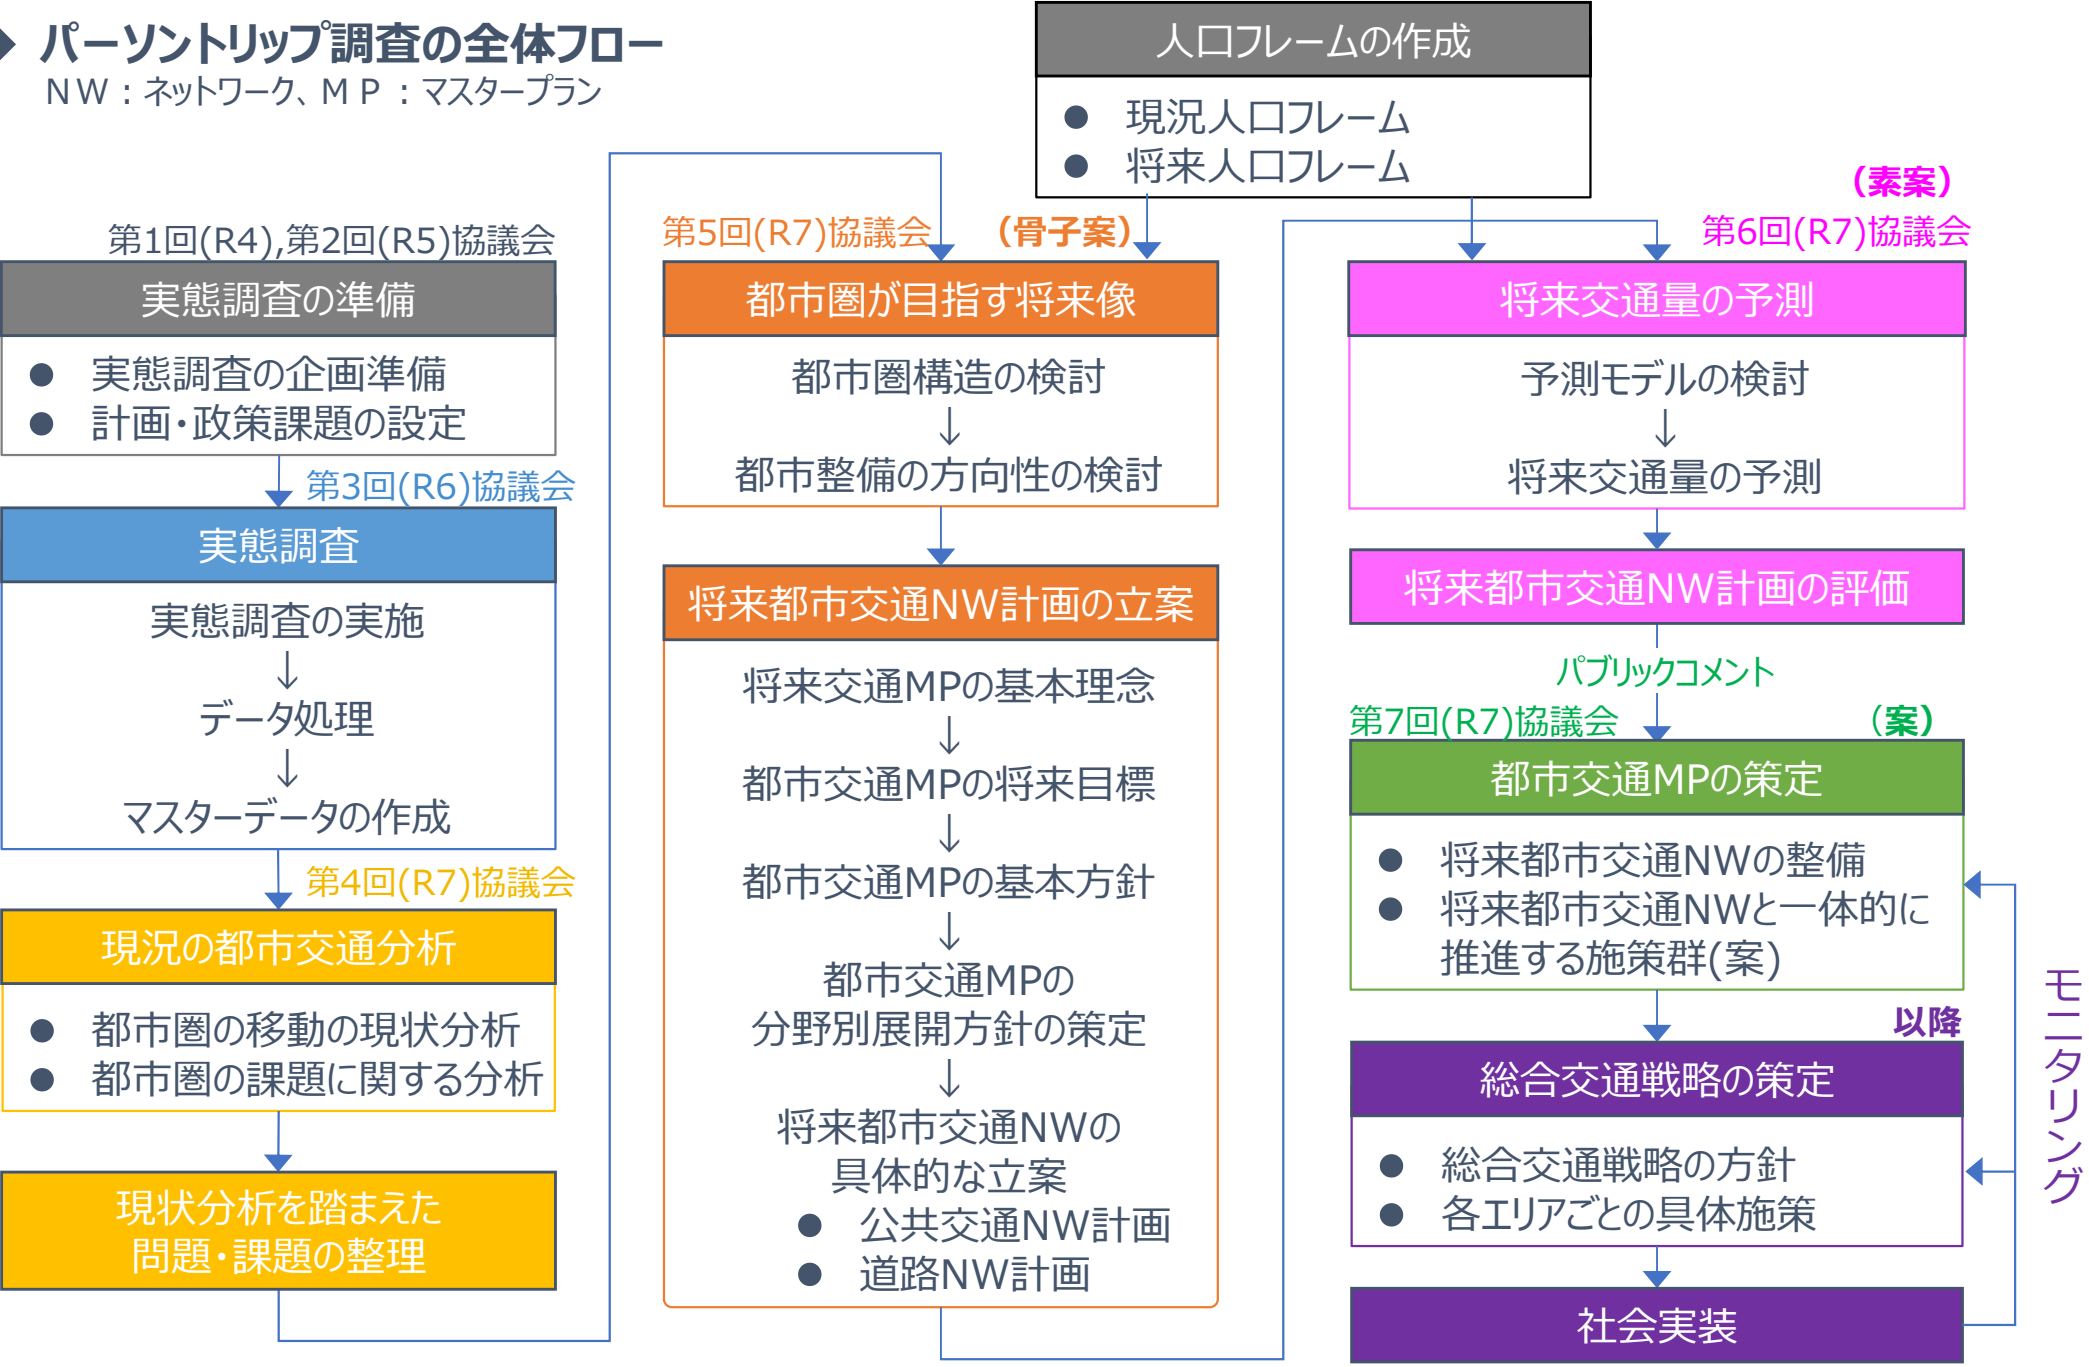 パーソントリップ調査の全体フロー
NW：ネットワーク、MP：マスタープラン
人口フレームの作成
● 現況人口フレーム
● 将来人口フレーム
第1回(R4),第2回(R5)協議会
実態調査の準備
● 実態調査の企画準備
● 計画・政策課題の設定
第3回(R6)協議会
実態調査
実態調査の実施
↓
データ処理
↓
マスターデータの作成
第4回(R7)協議会
現況の都市交通分析
● 都市圏の移動の現状分析
● 都市圏の課題に関する分析
現状分析を踏まえた
問題・課題の整理
第5回(R7)協議会 （骨子案）
都市圏が目指す将来像
都市圏構造の検討
↓
都市整備の方向性の検討
将来都市交通NW計画の立案
将来交通MPの基本理念
↓
都市交通MPの将来目標
↓
都市交通MPの基本方針
↓
都市交通MPの
分野別展開方針の策定
↓
将来都市交通NWの
具体的な立案
● 公共交通NW計画
● 道路NW計画
（素案）
第6回(R7)協議会
将来交通量の予測
予測モデルの検討
↓
将来交通量の予測
将来都市交通NW計画の評価
パブリックコメント
第7回(R7)協議会 （案）
都市交通MPの策定
● 将来都市交通NWの整備
● 将来都市交通NWと一体的に
推進する施策群(案)
以降
総合交通戦略の策定
● 総合交通戦略の方針
● 各エリアごとの具体施策
社会実装
モニタリング